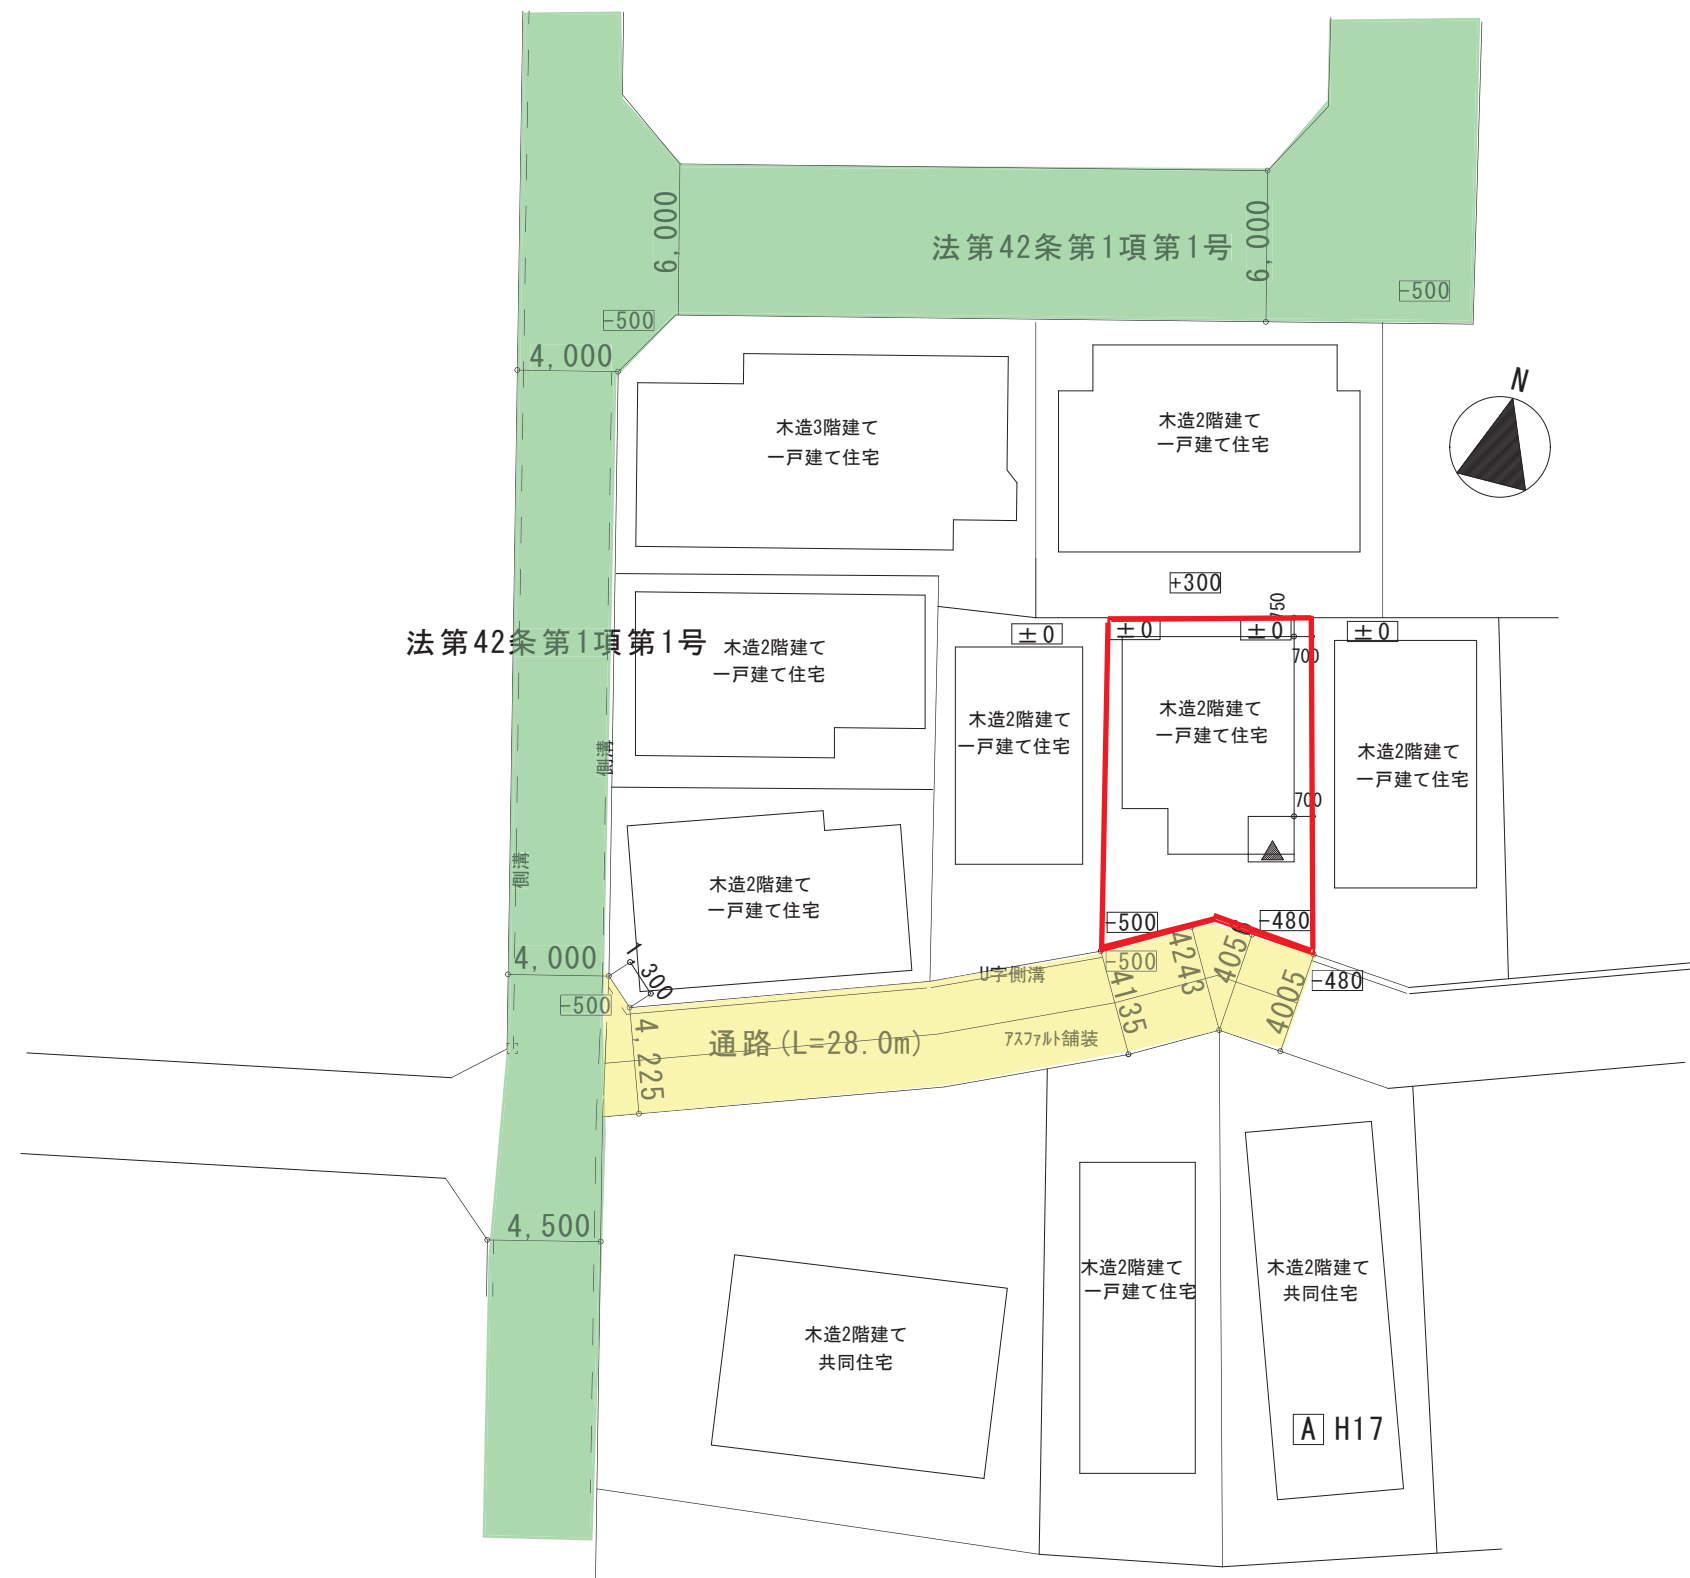 6,000
法第42条第1項第1号
6,000
-500
-500
4,000
N
木造3階建て
一戸建て住宅
木造2階建て
一戸建て住宅
+300
750
±0
±0
±0
±0
700
法第42条第1項第1号
木造2階建て
一戸建て住宅
木造2階建て
一戸建て住宅
木造2階建て
一戸建て住宅
木造2階建て
一戸建て住宅
側溝
700
側溝
木造2階建て
一戸建て住宅
-500
-480
4,000
1,300
-500
U字側溝
-500
4243
4050
-480
4135
4005
-500
4,225
通路(L=28.0m)
アスファルト舗装
4,500
木造2階建て
一戸建て住宅
木造2階建て
共同住宅
木造2階建て
共同住宅
A H17